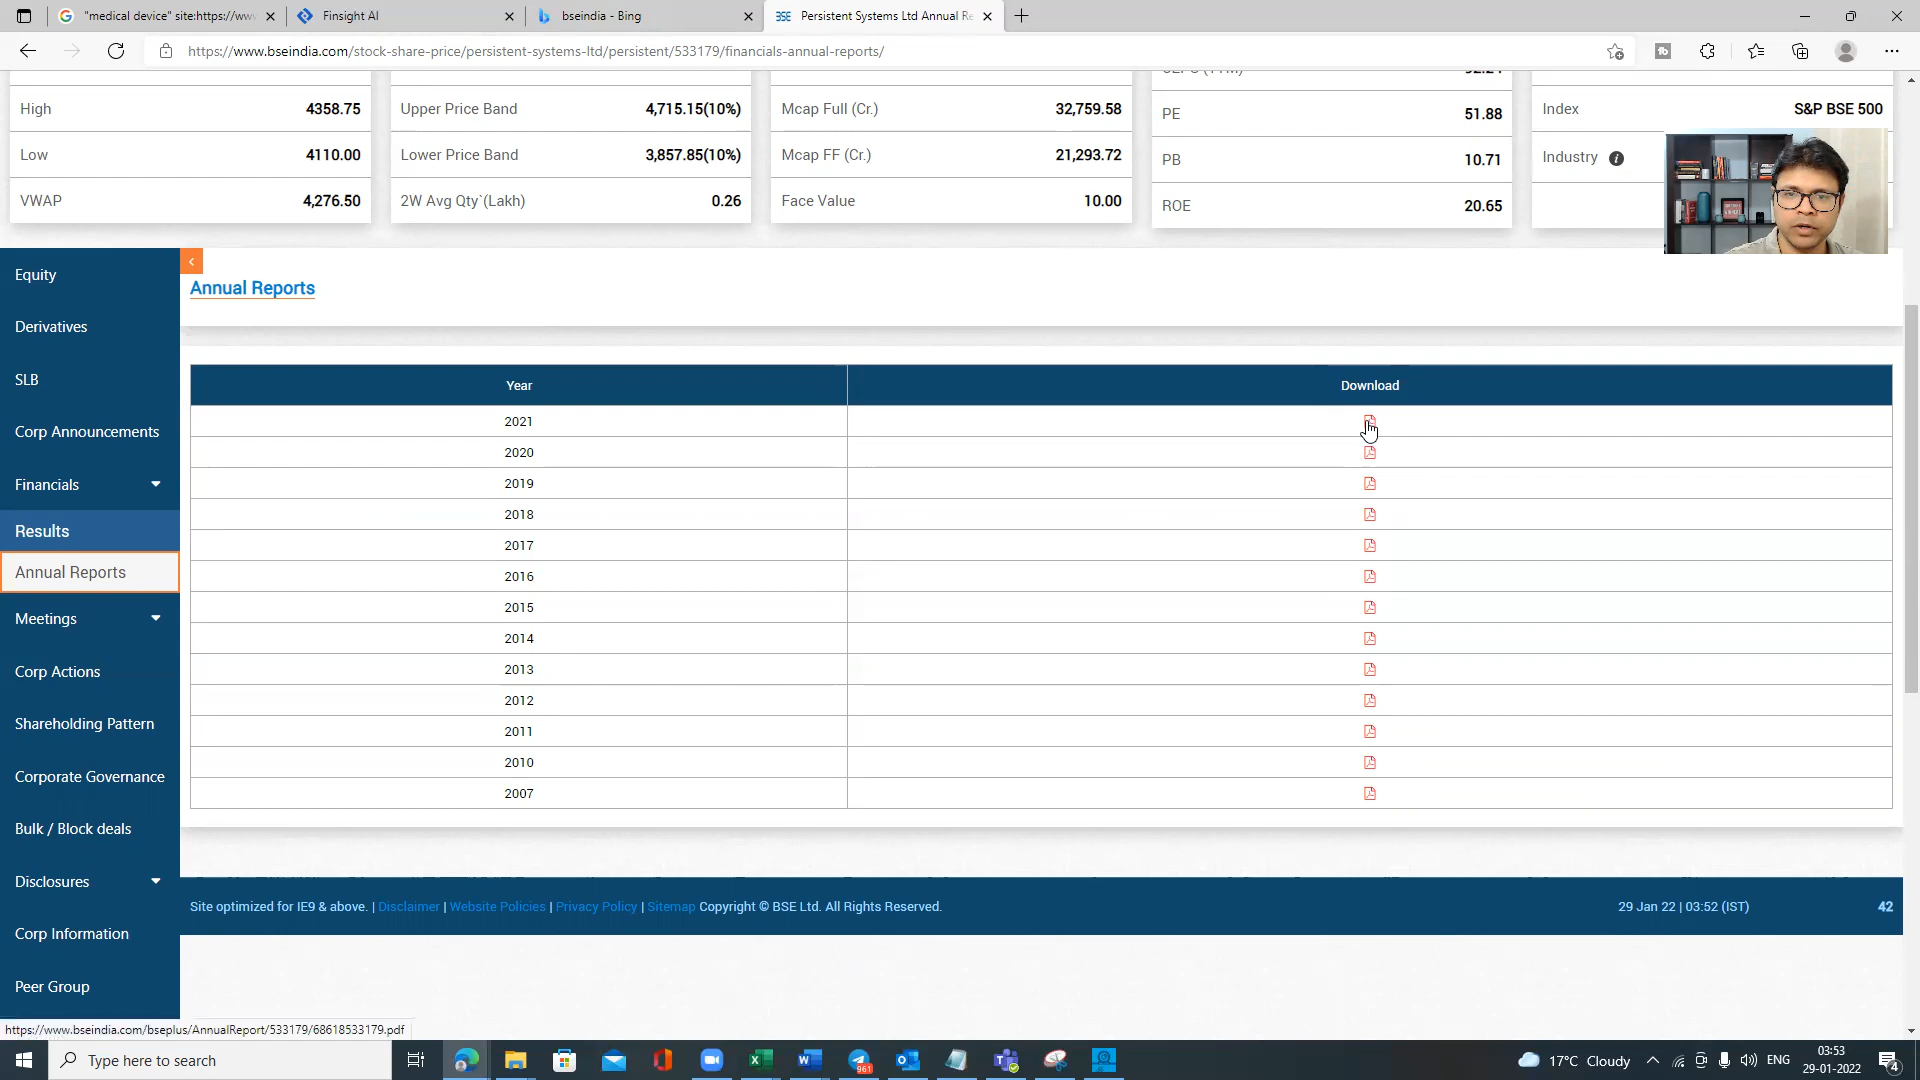 "medical device" site:https://ww
Finsight AI
bseindia - Bing
Persistent Systems Ltd Annual Re
https://www.bseindia.com/stock-share-price/persistent-systems-ltd/persistent/533179/financials-annual-reports/
High 4358.75
Low 4110.00
VWAP 4,276.50
Upper Price Band 4,715.15(10%)
Lower Price Band 3,857.85(10%)
2W Avg Qty`(Lakh) 0.26
Mcap Full (Cr.) 32,759.58
Mcap FF (Cr.) 21,293.72
Face Value 10.00
PE 51.88
PB 10.71
ROE 20.65
Index S&P BSE 500
Industry
Equity
Derivatives
SLB
Corp Announcements
Financials
Results
Annual Reports
Meetings
Corp Actions
Shareholding Pattern
Corporate Governance
Bulk / Block deals
Disclosures
Corp Information
Peer Group
Annual Reports
Year Download
2021
2020
2019
2018
2017
2016
2015
2014
2013
2012
2011
2010
2007
Site optimized for IE9 & above. | Disclaimer | Website Policies | Privacy Policy | Sitemap Copyright © BSE Ltd. All Rights Reserved.
29 Jan 22 | 03:52 (IST)
42
https://www.bseindia.com/bseplus/AnnualReport/533179/68618533179.pdf
Type here to search
961
17°C Cloudy
ENG
03:53
29-01-2022
4